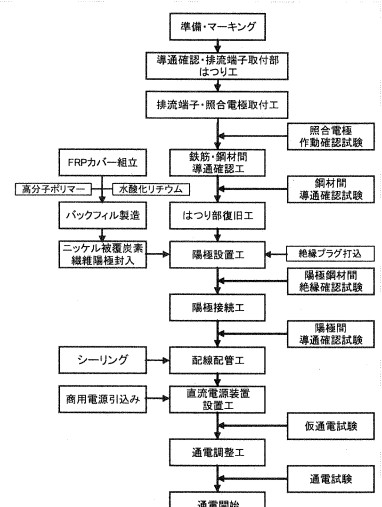 準備・マーキング
導通確認・排流端子取付部
はつり工
排流端子・照合電極取付工
照合電極
作動確認試験
FRPカバー組立
鉄筋・鋼材間
導通確認工
高分子ポリマー
水酸化リチウム
鋼材間
導通確認試験
バックフィル製造
はつり部復旧工
ニッケル被覆炭素
繊維陽極封入
陽極設置工
絶縁プラグ打込
陽極鋼材間
絶縁確認試験
陽極接続工
陽極間
導通確認試験
シーリング
配線配管工
商用電源引込み
直流電源装置
設置工
仮通電試験
通電調整工
通電試験
通電開始